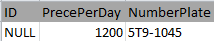 ID PrecePerDay NumberPlate
NULL 1200 5T9-1045